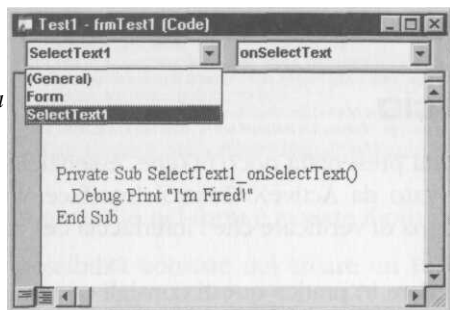 Test1 - frmTest1 (Code)
SelectText1 onSelectText
(General)
Form
SelectText1
Private Sub SelectText1_onSelectText()
Debug.Print "I'm Fired!"
End Sub